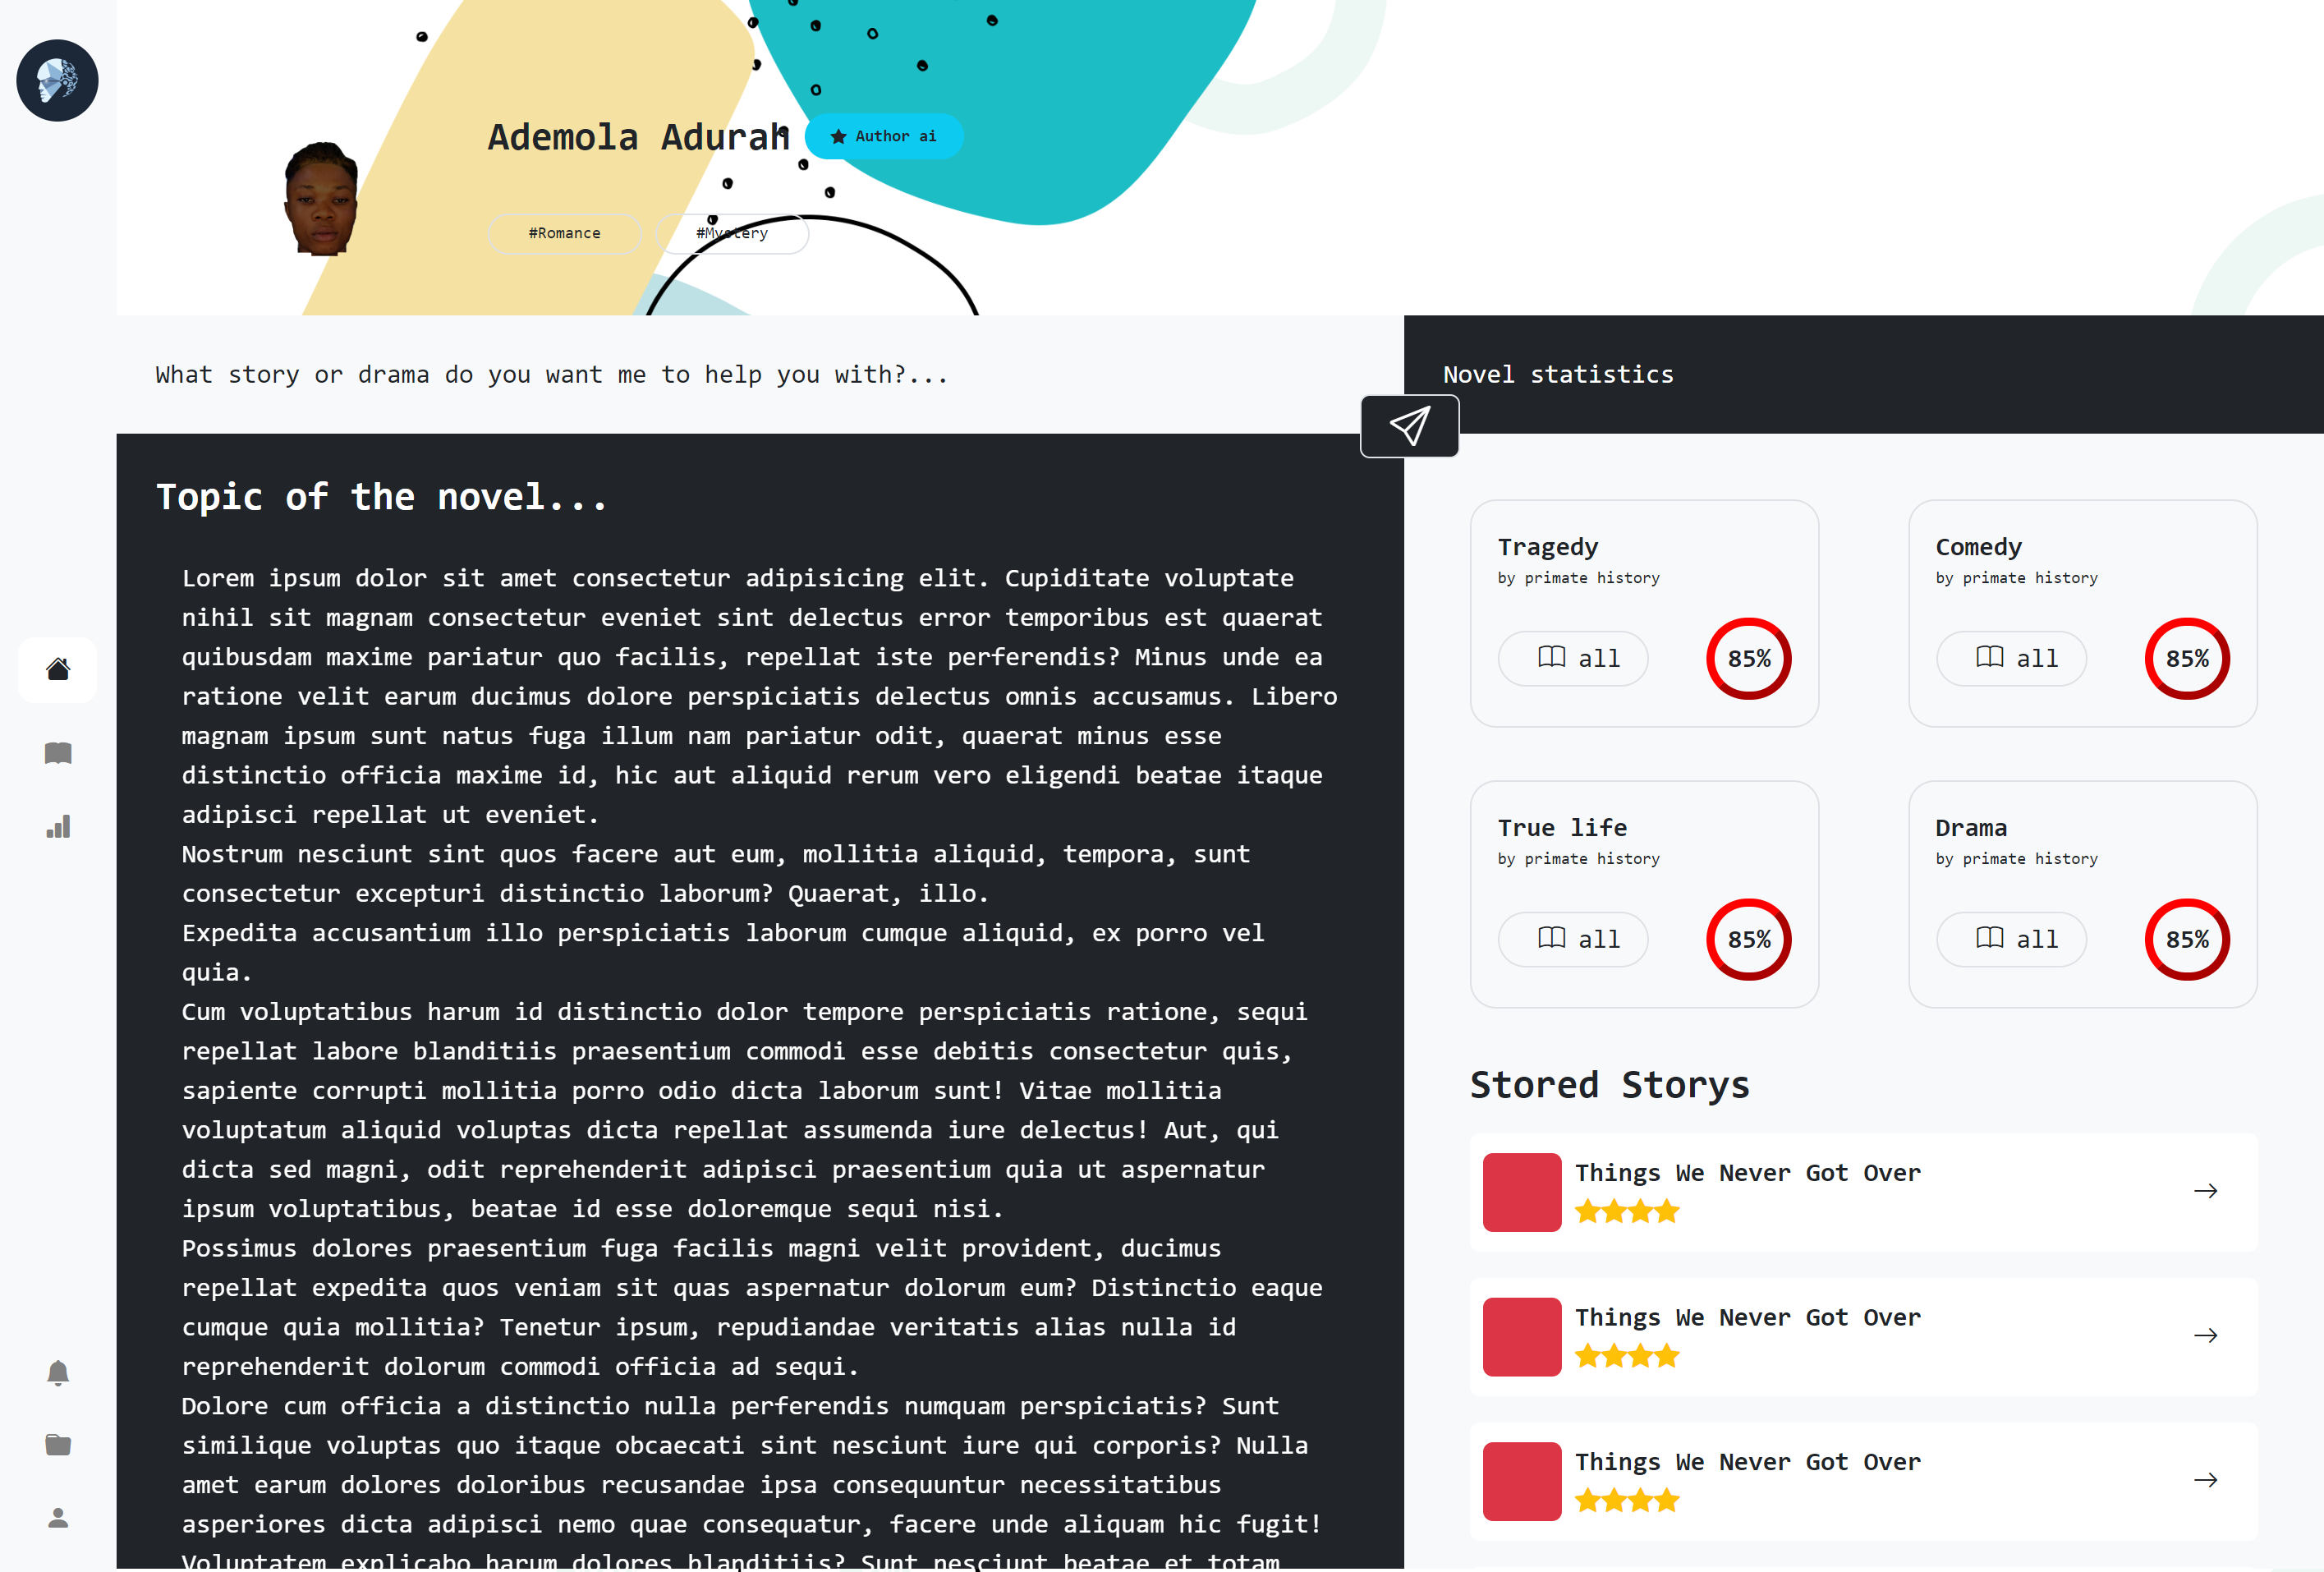 Ademola Adurah
Author ai
#Romance
#Mystery
What story or drama do you want me to help you with?...
Topic of the novel...
Lorem ipsum dolor sit amet consectetur adipisicing elit. Cupiditate voluptate
nihil sit magnam consectetur eveniet sint delectus error temporibus est quaerat
quibusdam maxime pariatur quo facilis, repellat iste perferendis? Minus unde ea
ratione velit earum ducimus dolore perspiciatis delectus omnis accusamus. Libero
magnam ipsum sunt natus fuga illum nam pariatur odit, quaerat minus esse
distinctio officia maxime id, hic aut aliquid rerum vero eligendi beatae itaque
adipisci repellat ut eveniet.
Nostrum nesciunt sint quos facere aut eum, mollitia aliquid, tempora, sunt
consectetur excepturi distinctio laborum? Quaerat, illo.
Expedita accusantium illo perspiciatis laborum cumque aliquid, ex porro vel
quia.
Cum voluptatibus harum id distinctio dolor tempore perspiciatis ratione, sequi
repellat labore blanditiis praesentium commodi esse debitis consectetur quis,
sapiente corrupti mollitia porro odio dicta laborum sunt! Vitae mollitia
voluptatum aliquid voluptas dicta repellat assumenda iure delectus! Aut, qui
dicta sed magni, odit reprehenderit adipisci praesentium quia ut aspernatur
ipsum voluptatibus, beatae id esse doloremque sequi nisi.
Possimus dolores praesentium fuga facilis magni velit provident, ducimus
repellat expedita quos veniam sit quas aspernatur dolorum eum? Distinctio eaque
cumque quia mollitia? Tenetur ipsum, repudiandae veritatis alias nulla id
reprehenderit dolorum commodi officia ad sequi.
Dolore cum officia a distinctio nulla perferendis numquam perspiciatis? Sunt
similique voluptas quo itaque obcaecati sint nesciunt iure qui corporis? Nulla
amet earum dolores doloribus recusandae ipsa consequuntur necessitatibus
asperiores dicta adipisci nemo quae consequatur, facere unde aliquam hic fugit!
Voluptatem explicabo harum dolores blanditiis? Sunt nesciunt beatae et totam
Novel statistics
Tragedy
by primate history
all
85%
Comedy
by primate history
all
85%
True life
by primate history
all
85%
Drama
by primate history
all
85%
Stored Storys
Things We Never Got Over
Things We Never Got Over
Things We Never Got Over